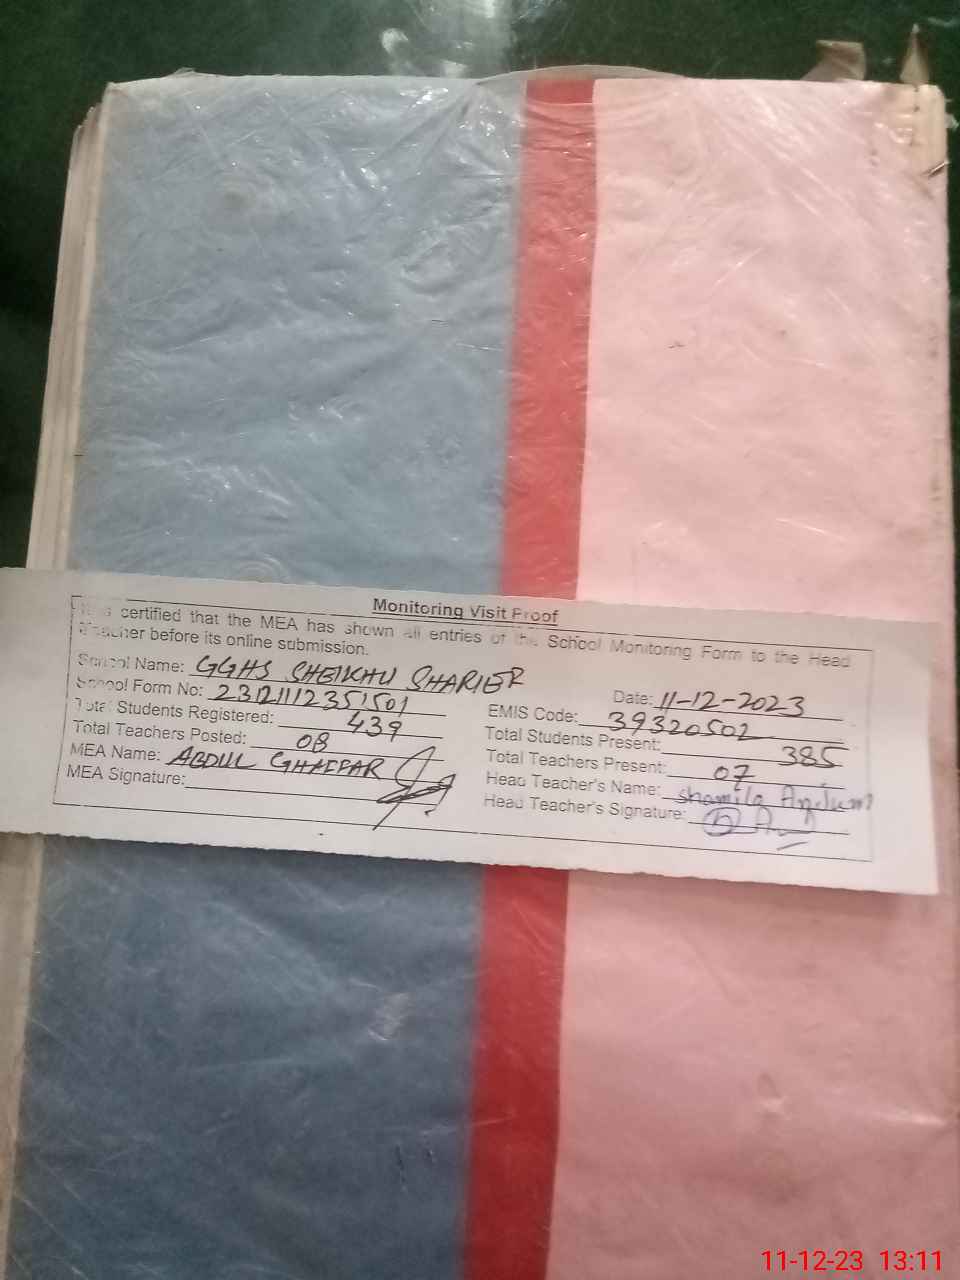 Monitoring Visit Proof
It is certified that the MEA has shown all entries of the School Monitoring Form to the Head
Teacher before its online submission.
School Name: GGHS SHEIKHU SHARIEF
Date: 11-12-2023
School Form No:
EMIS Code: 39320502
Total Students Registered: 439
Total Students Present: 385
Total Teachers Posted: 08
Total Teachers Present: 07
MEA Name: ABDUL GHAFFAR
Head Teacher's Name: Shamila Anjum
MEA Signature:
Head Teacher's Signature:
11-12-23 13:11